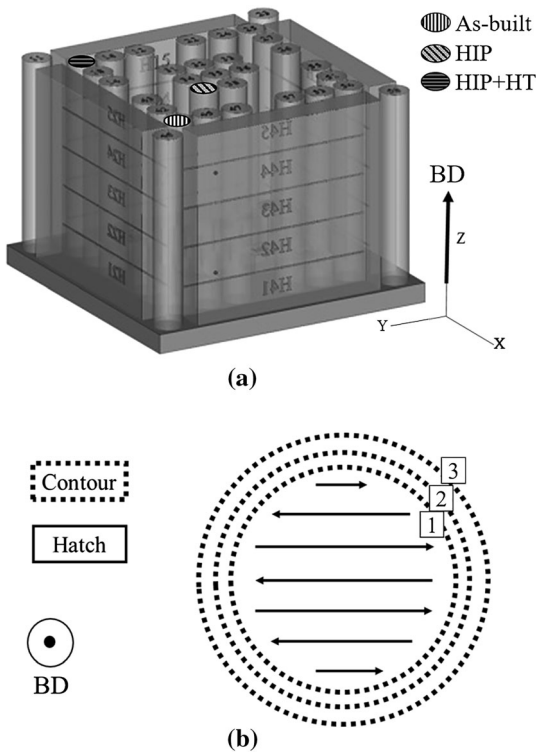 As-built
HIP
HIP+HT
H25
H24
H23
H22
H21
H45
H44
H43
H42
H41
BD
Z
Y
X
(a)
Contour
Hatch
BD
3
2
1
(b)